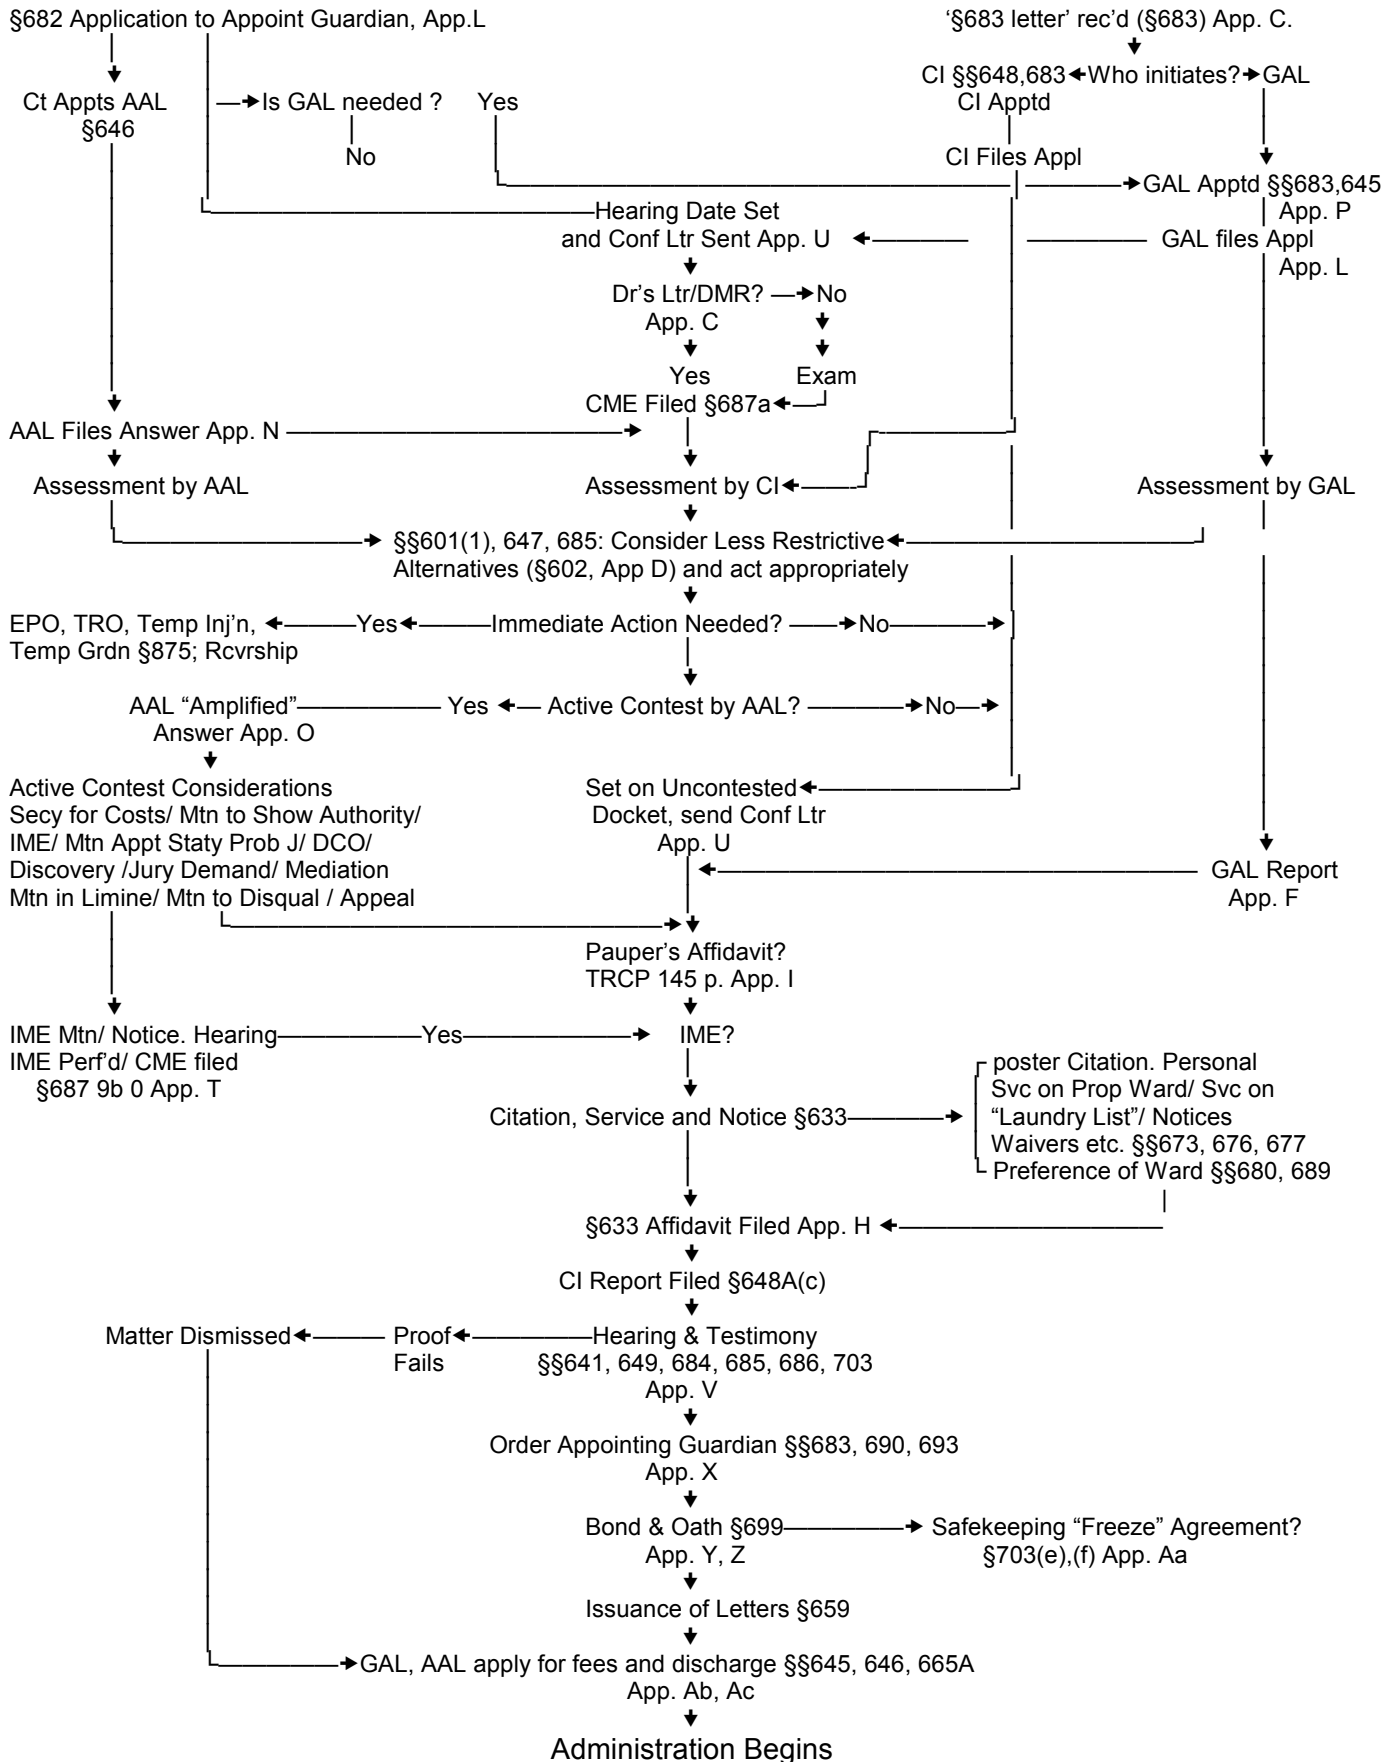 §682 Application to Appoint Guardian, App.L
‘§683 letter’ rec’d (§683) App. C.
CI §§648,683 Who initiates? GAL
CI Apptd
Ct Appts AAL
§646
Is GAL needed ? Yes
No
CI Files Appl
GAL Apptd §§683,645
App. P
Hearing Date Set
and Conf Ltr Sent App. U
GAL files Appl
App. L
Dr’s Ltr/DMR? No
App. C
Yes Exam
CME Filed §687a
AAL Files Answer App. N
Assessment by AAL
Assessment by CI
Assessment by GAL
§§601(1), 647, 685: Consider Less Restrictive
Alternatives (§602, App D) and act appropriately
EPO, TRO, Temp Inj’n, Yes Immediate Action Needed? No
Temp Grdn §875; Rcvrship
AAL “Amplified” Yes Active Contest by AAL? No
Answer App. O
Active Contest Considerations
Secy for Costs/ Mtn to Show Authority/
IME/ Mtn Appt Staty Prob J/ DCO/
Discovery /Jury Demand/ Mediation
Mtn in Limine/ Mtn to Disqual / Appeal
Set on Uncontested
Docket, send Conf Ltr
App. U
GAL Report
App. F
Pauper’s Affidavit?
TRCP 145 p. App. I
IME Mtn/ Notice. Hearing Yes IME?
IME Perf’d/ CME filed
§687 9b 0 App. T
Citation, Service and Notice §633
poster Citation. Personal
Svc on Prop Ward/ Svc on
“Laundry List”/ Notices
Waivers etc. §§673, 676, 677
Preference of Ward §§680, 689
§633 Affidavit Filed App. H
CI Report Filed §648A(c)
Matter Dismissed Proof Hearing & Testimony
Fails §§641, 649, 684, 685, 686, 703
App. V
Order Appointing Guardian §§683, 690, 693
App. X
Bond & Oath §699 Safekeeping “Freeze” Agreement?
App. Y, Z §703(e),(f) App. Aa
Issuance of Letters §659
GAL, AAL apply for fees and discharge §§645, 646, 665A
App. Ab, Ac
Administration Begins